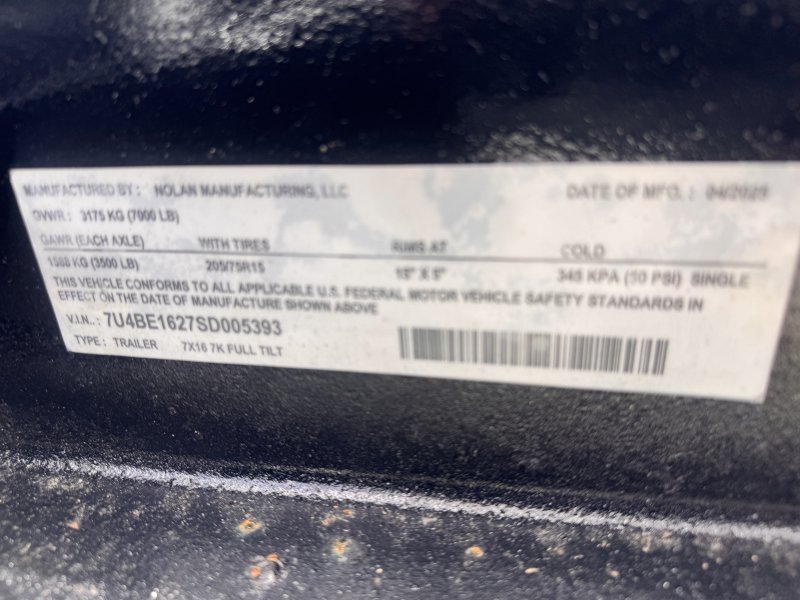 MANUFACTURED BY: NOLAN MANUFACTURING, LLC DATE OF MFG.: 04/2025
GVWR: 3175 KG (7000 LB)
GAWR (EACH AXLE) WITH TIRES RIMS AT COLD
1588 KG (3500 LB) 205/75R15 15" X 5" 345 KPA (50 PSI) SINGLE
THIS VEHICLE CONFORMS TO ALL APPLICABLE U.S. FEDERAL MOTOR VEHICLE SAFETY STANDARDS IN
EFFECT ON THE DATE OF MANUFACTURE SHOWN ABOVE
V.I.N.: 7U4BE1627SD005393
TYPE: TRAILER 7X16 7K FULL TILT